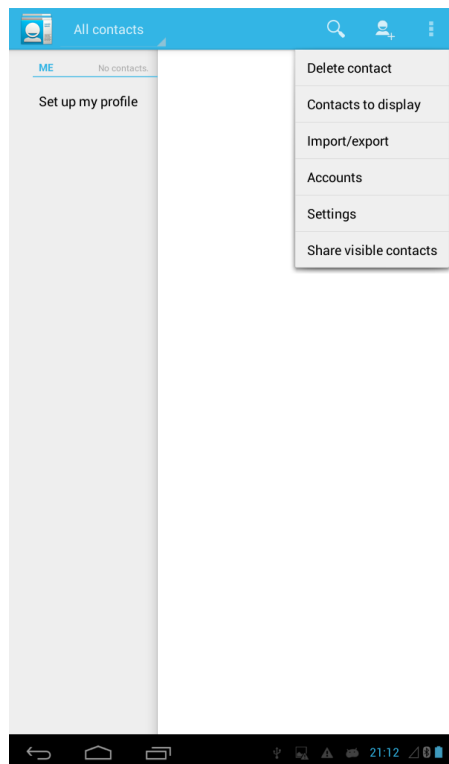 All contacts
ME No contacts.
Set up my profile
Delete contact
Contacts to display
Import/export
Accounts
Settings
Share visible contacts
21:12